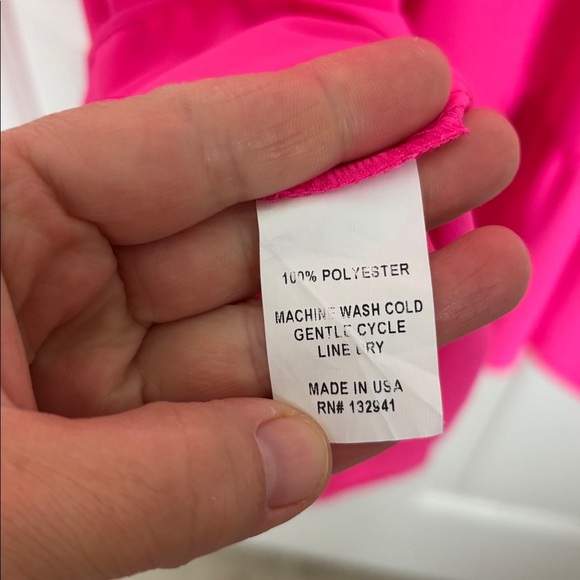 100% POLYESTER
MACHINE WASH COLD
GENTLE CYCLE
LINE DRY
MADE IN USA
RN# 132941